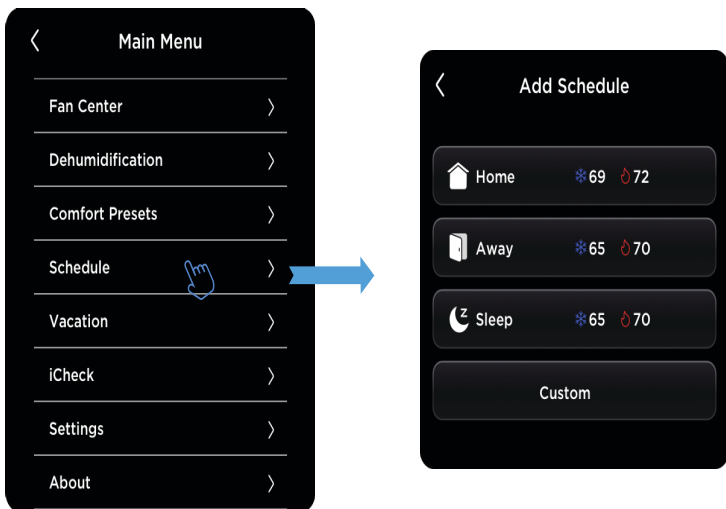 Main Menu
Fan Center
Dehumidification
Comfort Presets
Schedule
Vacation
iCheck
Settings
About
Add Schedule
Home 69 72
Away 65 70
Z
Sleep 65 70
Custom